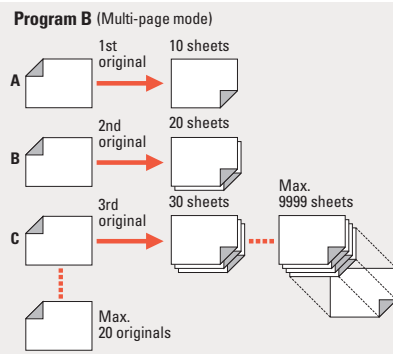 Program B (Multi-page mode)
1st
original
10 sheets
A
2nd
original
20 sheets
B
3rd
original
30 sheets
Max.
9999 sheets
C
Max.
20 originals